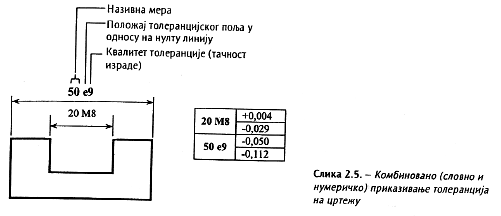 Називна мера
Положај толеранцијског поља у
односу на нулту линију
Квалитет толеранције (тачност
израде)
50 e9
20 M8
20 M8 +0,004
-0,029
50 e9 -0,050
-0,112
Слика 2.5. – Комбиновано (словно и
нумеричко) приказивање толеранција
на цртежу